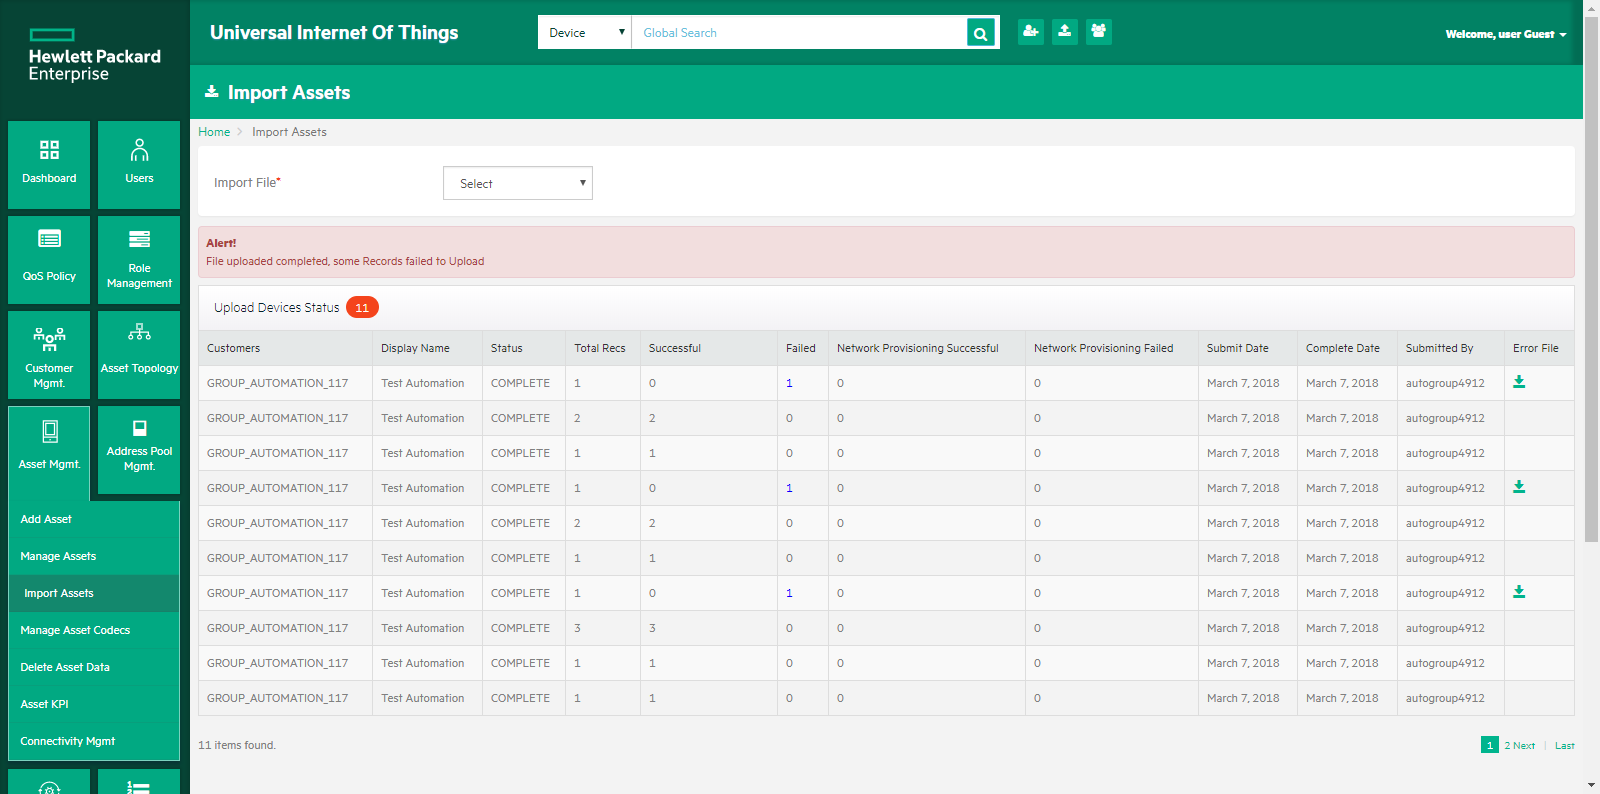 Hewlett Packard
Enterprise
Universal Internet Of Things
Device
Global Search
Welcome, user Guest
Import Assets
Home > Import Assets
Import File*
Select
Alert!
File uploaded completed, some Records failed to Upload
Upload Devices Status 11
Customers Display Name Status Total Recs Successful Failed Network Provisioning Successful Network Provisioning Failed Submit Date Complete Date Submitted By Error File
GROUP_AUTOMATION_117 Test Automation COMPLETE 1 0 1 0 0 March 7, 2018 March 7, 2018 autogroup4912
GROUP_AUTOMATION_117 Test Automation COMPLETE 2 2 0 0 0 March 7, 2018 March 7, 2018 autogroup4912
GROUP_AUTOMATION_117 Test Automation COMPLETE 1 1 0 0 0 March 7, 2018 March 7, 2018 autogroup4912
GROUP_AUTOMATION_117 Test Automation COMPLETE 1 0 1 0 0 March 7, 2018 March 7, 2018 autogroup4912
GROUP_AUTOMATION_117 Test Automation COMPLETE 2 2 0 0 0 March 7, 2018 March 7, 2018 autogroup4912
GROUP_AUTOMATION_117 Test Automation COMPLETE 1 1 0 0 0 March 7, 2018 March 7, 2018 autogroup4912
GROUP_AUTOMATION_117 Test Automation COMPLETE 1 0 1 0 0 March 7, 2018 March 7, 2018 autogroup4912
GROUP_AUTOMATION_117 Test Automation COMPLETE 3 3 0 0 0 March 7, 2018 March 7, 2018 autogroup4912
GROUP_AUTOMATION_117 Test Automation COMPLETE 1 1 0 0 0 March 7, 2018 March 7, 2018 autogroup4912
GROUP_AUTOMATION_117 Test Automation COMPLETE 1 1 0 0 0 March 7, 2018 March 7, 2018 autogroup4912
11 items found.
1 2 Next | Last
Dashboard
Users
QoS Policy
Role
Management
Customer
Mgmt.
Asset Topology
Asset Mgmt.
Address Pool
Mgmt.
Add Asset
Manage Assets
Import Assets
Manage Asset Codecs
Delete Asset Data
Asset KPI
Connectivity Mgmt